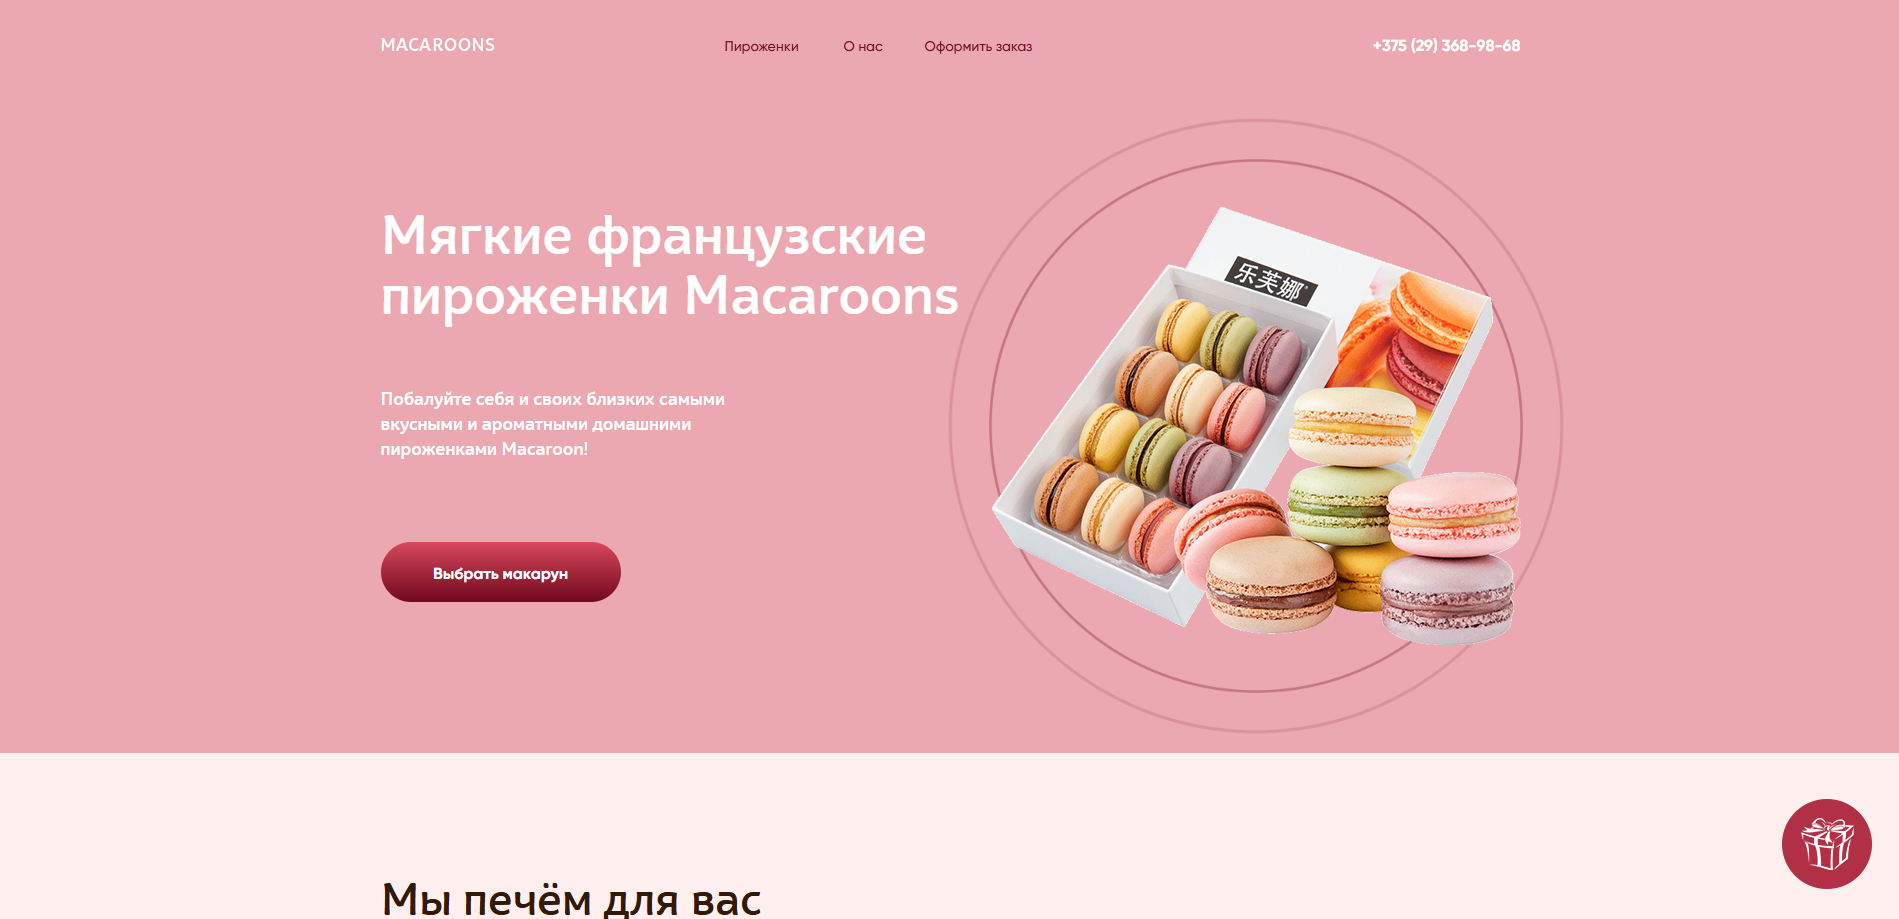 MACAROONS
Пироженки
О нас
Оформить заказ
+375 (29) 368-98-68
Мягкие французские
пироженки Macaroons
乐芙娜
Побалуйте себя и своих близких самыми
вкусными и ароматными домашними
пироженками Macaroon!
Выбрать макарун
Мы печём для вас